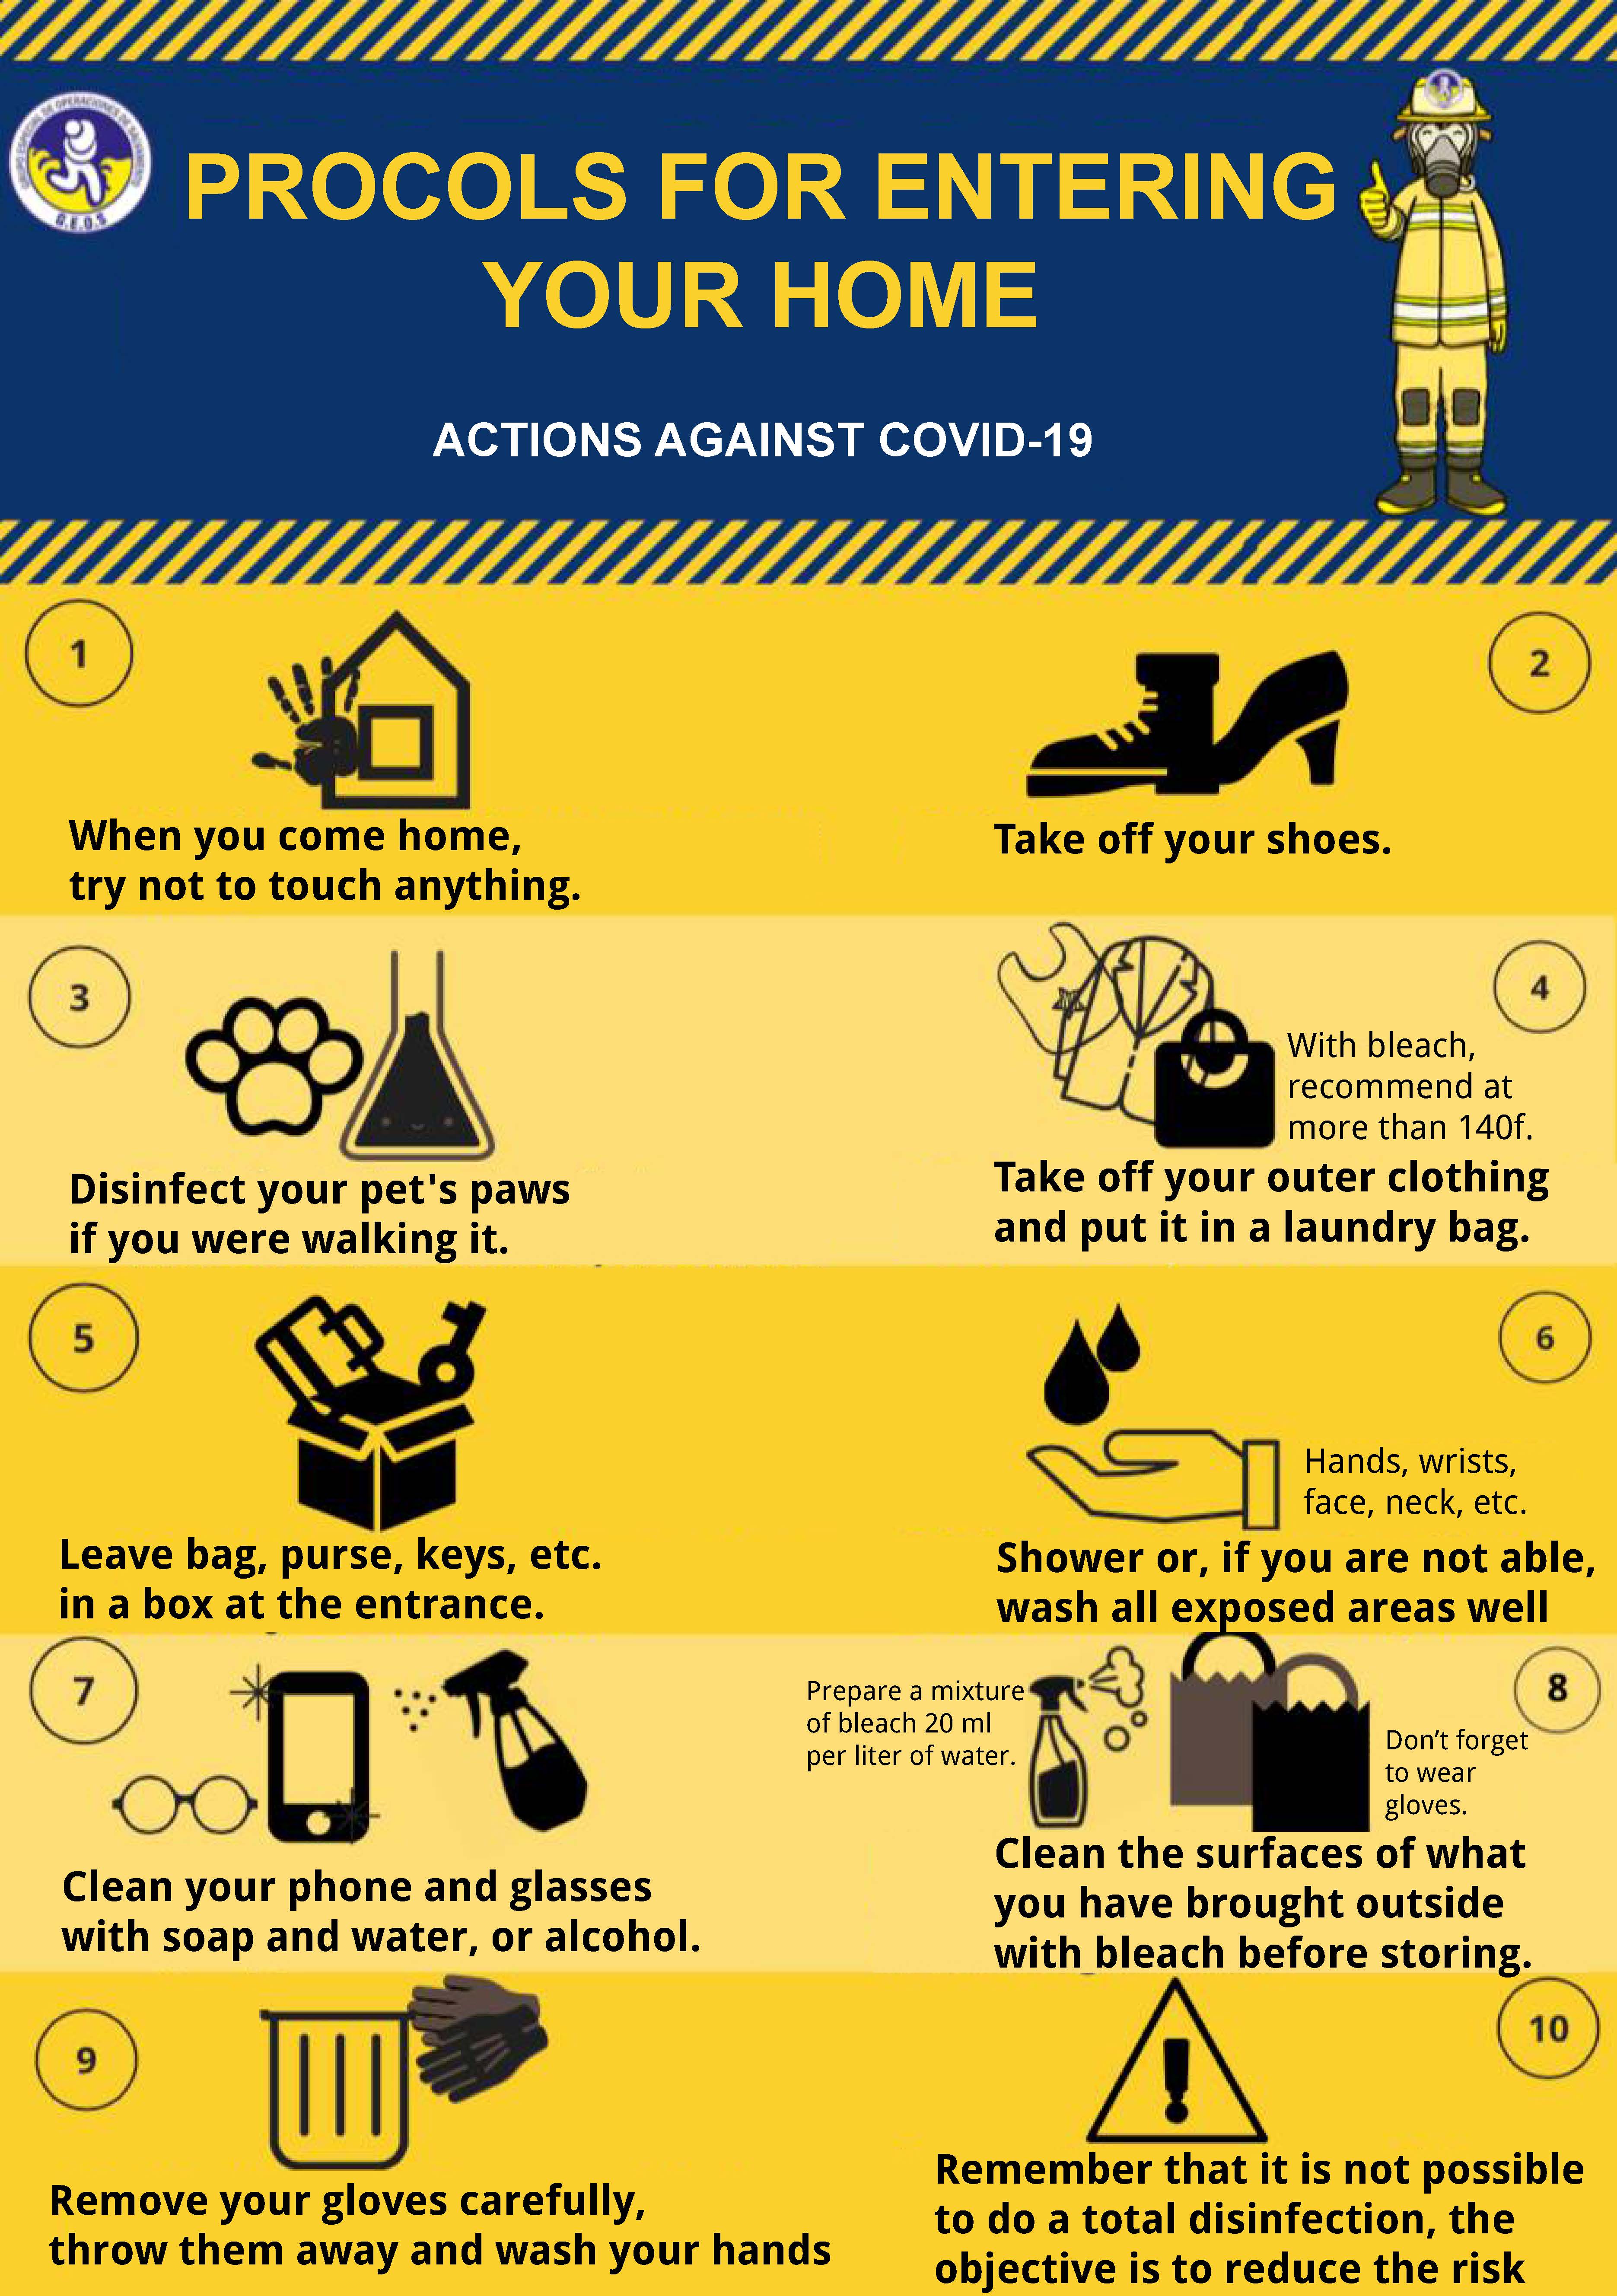 GRUPO ESPECIAL DE OPERACIONES DE SALVAMENTO
G.E.O.S
PROCOLS FOR ENTERING
YOUR HOME
ACTIONS AGAINST COVID-19
1
When you come home,
try not to touch anything.
2
Take off your shoes.
3
Disinfect your pet's paws
if you were walking it.
4
With bleach,
recommend at
more than 140f.
Take off your outer clothing
and put it in a laundry bag.
5
Leave bag, purse, keys, etc.
in a box at the entrance.
6
Hands, wrists,
face, neck, etc.
Shower or, if you are not able,
wash all exposed areas well
7
Clean your phone and glasses
with soap and water, or alcohol.
8
Prepare a mixture
of bleach 20 ml
per liter of water.
Don’t forget
to wear
gloves.
Clean the surfaces of what
you have brought outside
with bleach before storing.
9
Remove your gloves carefully,
throw them away and wash your hands
10
Remember that it is not possible
to do a total disinfection, the
objective is to reduce the risk